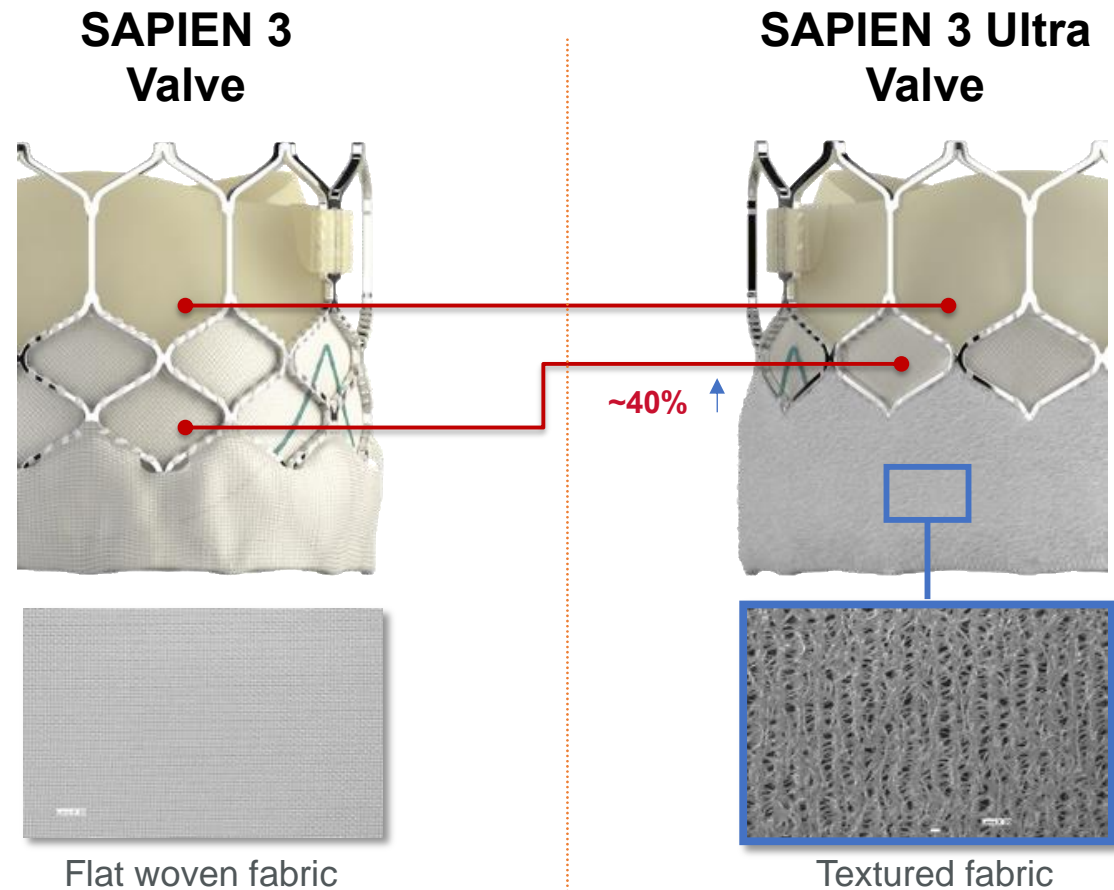 SAPIEN 3
Valve
SAPIEN 3 Ultra
Valve
~40%
Flat woven fabric
Textured fabric